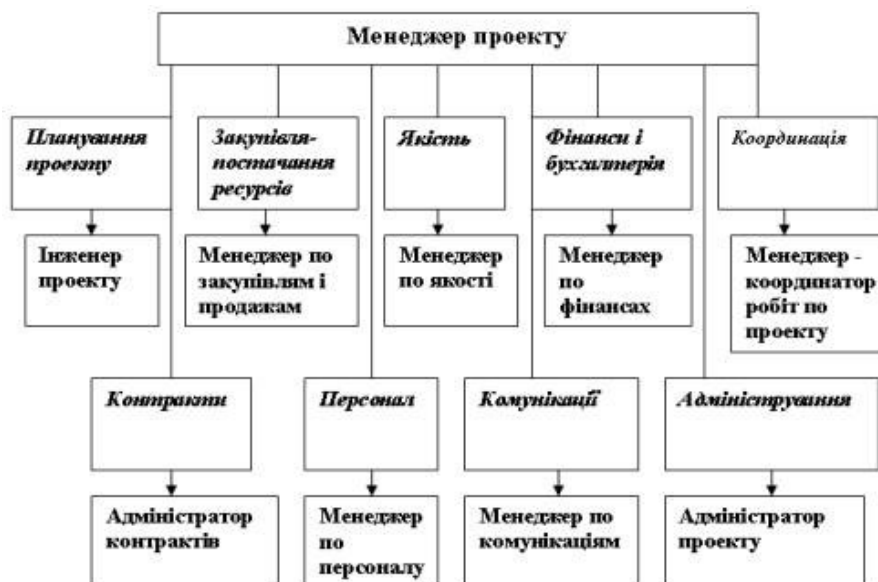 Менеджер проекту
Планування
проекту
Закупівля-
постачання
ресурсів
Якість
Фінанси і
бухгалтерія
Координація
Інженер
проекту
Менеджер по
закупівлям і
продажам
Менеджер
по якості
Менеджер
по
фінансах
Менеджер -
координатор
робіт по
проекту
Контракти
Персонал
Комунікації
Адміністрування
Адміністратор
контрактів
Менеджер
по
персоналу
Менеджер по
комунікаціям
Адміністратор
проекту